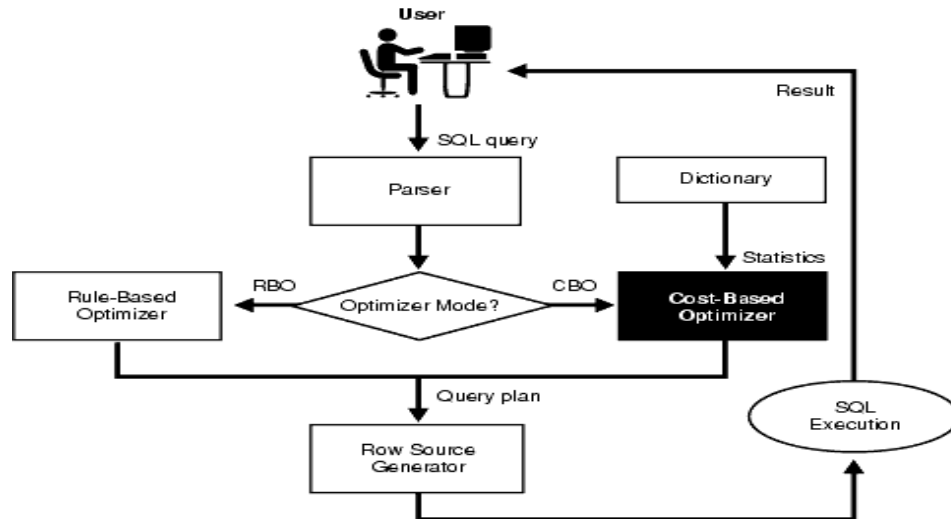 User
Result
SQL query
Parser
Dictionary
Statistics
RBO
CBO
Rule-Based
Optimizer
Optimizer Mode?
Cost-Based
Optimizer
Query plan
Row Source
Generator
SQL
Execution